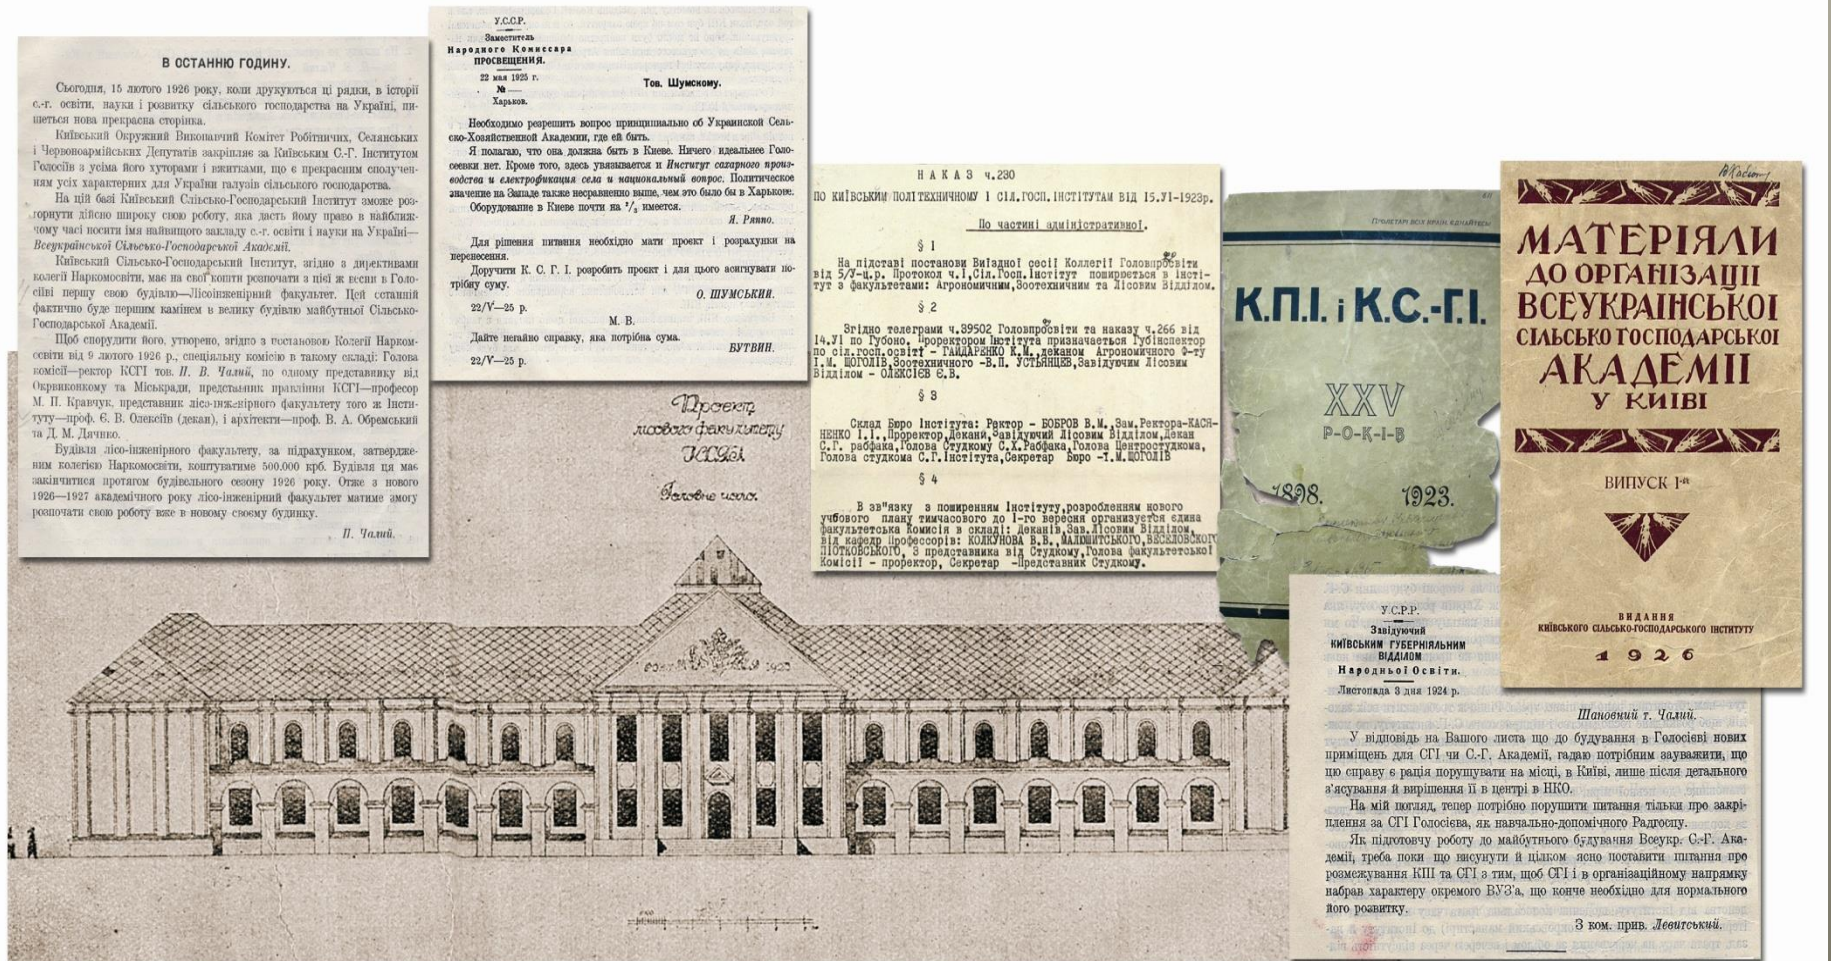 В ОСТАННЮ ГОДИНУ.
Сьогодня, 15 лютого 1926 року, коли друкуються ці рядки, в історії
с.-г. освіти, науки і розвитку сільського господарства на Україні, пи-
шеться нова прекрасна сторінка.
Київський Окружний Виконавчий Комітет Робітничих, Селянських
і Червоноармійських Депутатів закріпляє за Київським С.-Г. Інститутом
Голосіїв з усіма його хуторами і вжитками, що є прекрасним сполучен-
ням усіх характерних для України галузів сільського господарства.
На цій базі Київський Сільсько-Господарський Інститут зможе роз-
горнути дійсно широку свою роботу, яка дасть йому право в найближ-
чому часі носити імя найвищого закладу с.-г. освіти і науки на Україні—
Всеукраїнської Сільсько-Господарської Академії.
Київський Сільсько-Господарський Інститут, згідно з директивами
колегії Наркомосвіти, має на свої кошти розпочати з цієї ж весни в Голо-
сіїві першу свою будівлю—Лісоінженірний факультет. Цей останній
фактично буде першим камінем в велику будівлю майбутньої Сільсько-
Господарської Академії.
Щоб спорудити його, утворено, згідно з постановою Колегії Нарком-
освіти від 9 лютого 1926 р., спеціяльну комісію в такому складі: Голова
комісії—ректор КСГІ тов. П. В. Чалий, по одному представнику від
Окрвиконкому та Міськради, представник правління КСГІ—професор
М. П. Кравчук, представник лісо-інженірного факультету того ж Інсти-
туту—проф. Є. В. Олексіїв (декан), і архітекти—проф. В. А. Обремський
та Д. М. Дяченко.
Будівля лісо-інженірного факультету, за підрахунком, затвердже-
ним колегією Наркомосвіти, коштуватиме 500.000 крб. Будівля ця має
закінчитися протягом будівельного сезону 1926 року. Отже з нового
1926—1927 академічного року лісо-інженірний факультет матиме змогу
розпочати свою роботу вже в новому своєму будинку.
П. Чалий.
У.С.С.Р.
Заместитель
Народного Комиссара
ПРОСВЕЩЕНИЯ.
22 мая 1925 г.
№ —
Харьков.
Тов. Шумскому.
Необходимо разрешить вопрос принципиально об Украинской Сель-
ско-Хозяйственной Академии, где ей быть.
Я полагаю, что она должна быть в Киеве. Ничего идеальнее Голо-
сеевки нет. Кроме того, здесь увязывается и Институт сахарного произ-
водства и електрофикация села и национальный вопрос. Политическое
значение на Западе также несравненно выше, чем это было бы в Харькове.
Оборудование в Киеве почти на ²/₃ имеется.
Я. Ряппо.
Для рішення питання необхідно мати проєкт і розрахунки на
перенесення.
Доручити К. С. Г. І. розробить проєкт і для цього асигнувати по-
трібну суму.
О. ШУМСЬКИЙ.
22/V—25 р.
М. В.
Дайте негайно справку, яка потрібна сума.
БУТВИН.
22/V—25 р.
НАКАЗ ч.230
ПО КИЇВСЬКИМ ПОЛІТЕХНИЧНОМУ І СІЛ.ГОСП.ІНСТІТУТАМ ВІД 15.УІ-1923р.
По частині адміністративної.
§ I
На підставі постанови Виїздної сесії Коллегії Головпросвіти
від 5/У-ц.р. Протокол ч.I,Сіл.Госп.Інстітут поширюється в інсті-
тут з факультетами: Агрономичним,Зоотехничним та Лісовим Відділом.
§ 2
Згідно телеграми ч.39502 Головпросвіти та наказу ч.266 від
14.УІ по Губоно. Проректором Інстітута призначається Губінспектор
по сіл.госп.освіті - ГАЙДАРЕНКО К.М.,деканом Агрономичного Ф-ту
І.М. ЩОГОЛІВ,Зоотехничного -В.П. УСТЬЯНЦЕВ,Завідуючим Лісовим
Відділом - ОЛЕКСІЄВ Є.В.
§ 3
Склад Бюро Інстітута: Ректор - БОБРОВ В.М.,Зам.Ректора-КАСЯ-
НЕНКО І.І.,Проректор,Декани,Завідуючий Лісовим Відділом,Декан
С.Г. рабфака,Голова Студкому С.Х.Рабфака,Голова Центростудкома,
Голова студкома С.Г.Інстітута,Секретар Бюро -І.М.ЩОГОЛІВ
§ 4
В зв"язку з поширенням Інстітуту,розробленням нового
учбового плану тимчасового до I-го вересня организуется єдина
факультетська Комисія в складі: Деканів,Зав.Лісовим Відділом,
від кафедр Профессорів: КОЛКУНОВА В.В.,МАЛЮШИТСЬКОГО,ВЕСЕЛОВСКОГ
ПІОТКОВСЬКОГО, 3 представника від Студкому,Голова факультетської
Комісії - проректор, Секретар -Представник Студкому.
ПРОЛЕТАРІ ВСІХ КРАЇН, ЄДНАЙТЕСЬ!
К.П.І. і К.С.-Г.І.
XXV
Р-О-К-І-В
1898. 1923.
МАТЕРІЯЛИ
ДО ОРГАНІЗАЦІЇ
ВСЕУКРАЇНСЬКОЇ
СІЛЬСЬКО ГОСПОДАРСЬКОЇ
АКАДЕМІЇ
У КИЇВІ
ВИПУСК І-й
ВИДАННЯ
КИЇВСЬКОГО СІЛЬСЬКО-ГОСПОДАРСЬКОГО ІНСТИТУТУ
1926
Проект
лісового факультету
КСГІ
У.С.Р.Р.
Завідуючий
КИЇВСЬКИМ ГУБЕРНІЯЛЬНИМ
ВІДДІЛОМ
Народньої Освіти.
Листопада 3 дня 1924 р.
Шановний т. Чалий.
У відповідь на Вашого листа що до будування в Голосієві нових
приміщень для СГІ чи С.-Г. Академії, гадаю потрібним зауважити, що
цю справу є рація порушувати на місці, в Київі, лише після детального
з'ясування й вирішення її в центрі в НКО.
На мій погляд, тепер потрібно порушити питання тільки про закрі-
плення за СГІ Голосієва, як навчально-допомічного Радгоспу.
Як підготовчу роботу до майбутнього будування Всеукр. С.-Г. Ака-
демії, треба поки що висунути й цілком ясно поставити питання про
розмежування КПІ та СГІ з тим, щоб СГІ і в організаційному напрямку
набрав характеру окремого ВУЗ'а, що конче необхідно для нормального
його розвитку.
З ком. прив. Левитський.